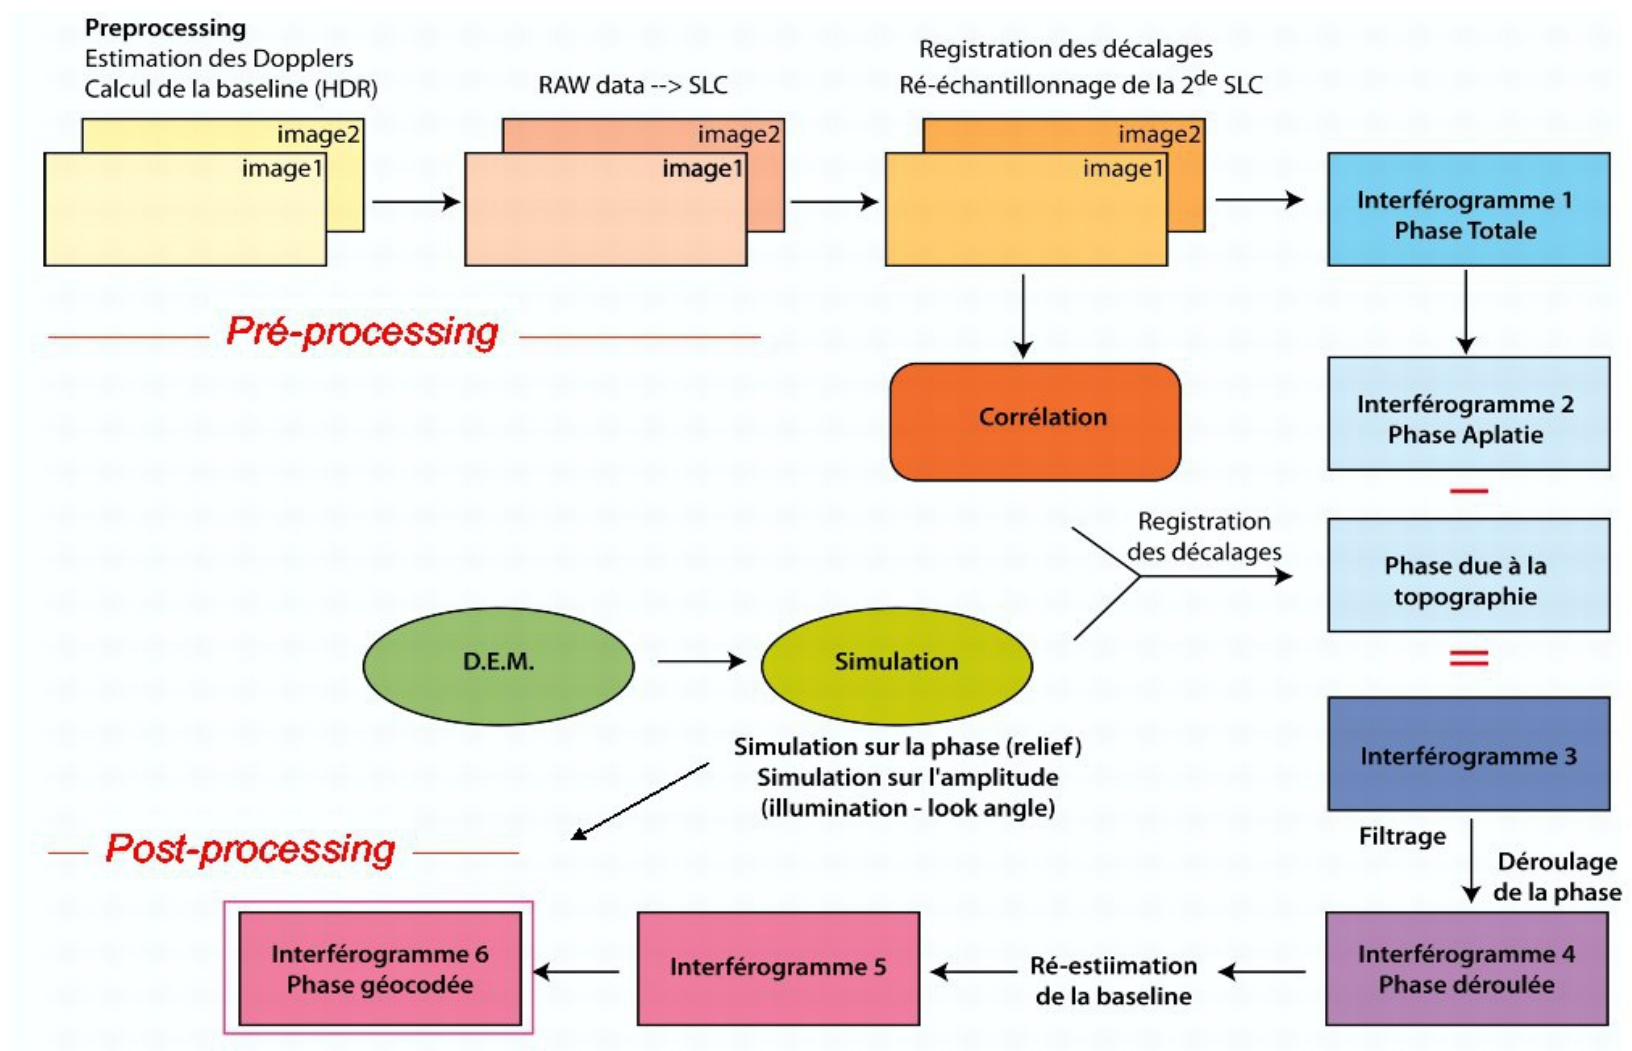 Preprocessing
Estimation des Dopplers
Calcul de la baseline (HDR)
image2
image1
RAW data --> SLC
image2
image1
Registration des décalages
Ré-échantillonnage de la 2de SLC
image2
image1
Interférogramme 1
Phase Totale
Pré-processing
Corrélation
Interférogramme 2
Phase Aplatie
Registration
des décalages
Phase due à la
topographie
D.E.M.
Simulation
Simulation sur la phase (relief)
Simulation sur l'amplitude
(illumination - look angle)
Interférogramme 3
Filtrage
Déroulage
de la phase
Post-processing
Interférogramme 6
Phase géocodée
Interférogramme 5
Ré-estiimation
de la baseline
Interférogramme 4
Phase déroulée